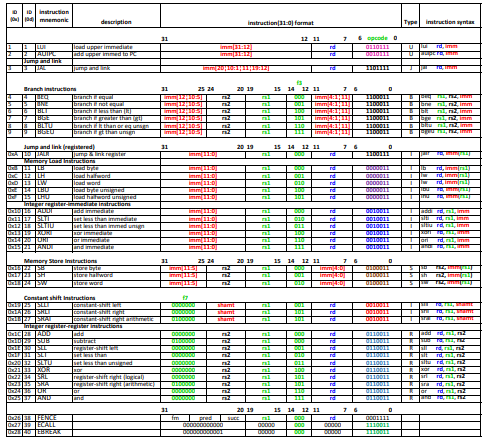 ID (0x) ID (0d) instruction mnemonic description instruction[31:0] format Type instruction syntax
31 12 11 7 6 opcode 0
1 1 LUI load upper immediate imm[31:12] rd 0110111 U lui rd, imm
2 2 AUIPC add upper immed to PC imm[31:12] rd 0010111 U auipc rd, imm
Jump and link
3 3 JAL jump and link imm[20|10:1|11|19:12] rd 1101111 J jal rd, imm
f3
Branch instructions 31 25 24 20 19 15 14 12 11 7 6 0
4 4 BEQ branch if equal imm[12|10:5] rs2 rs1 000 imm[4:1|11] 1100011 B beq rs1, rs2, imm
5 5 BNE branch if not equal imm[12|10:5] rs2 rs1 001 imm[4:1|11] 1100011 B bne rs1, rs2, imm
6 6 BLT branch if less than (lt) imm[12|10:5] rs2 rs1 100 imm[4:1|11] 1100011 B blt rs1, rs2, imm
7 7 BGE branch if greater than (gt) imm[12|10:5] rs2 rs1 101 imm[4:1|11] 1100011 B bge rs1, rs2, imm
8 8 BLTU branch if lt than or eq unsgn imm[12|10:5] rs2 rs1 110 imm[4:1|11] 1100011 B bltu rs1, rs2, imm
9 9 BGEU branch if gt than unsgn imm[12|10:5] rs2 rs1 111 imm[4:1|11] 1100011 B bgeu rs1, rs2, imm
Jump and link (registered) 31 20 19 15 14 12 11 7 6 0
0xA 10 JALR jump & link register imm[11:0] rs1 000 rd 1100111 I jalr rd, imm(rs1)
Memory Load Instructions
0xB 11 LB load byte imm[11:0] rs1 000 rd 0000011 I lb rd, imm(rs1)
0xC 12 LH load halfword imm[11:0] rs1 001 rd 0000011 I lh rd, imm(rs1)
0xD 13 LW load word imm[11:0] rs1 010 rd 0000011 I lw rd, imm(rs1)
0xE 14 LBU load byte unsigned imm[11:0] rs1 100 rd 0000011 I lbu rd, imm(rs1)
0xF 15 LHU load halfword unsigned imm[11:0] rs1 101 rd 0000011 I lhu rd, imm(rs1)
Integer register-immediate instructions
0x10 16 ADDI add immediate imm[11:0] rs1 000 rd 0010011 I addi rd, rs1, imm
0x11 17 SLTI set less than immediate imm[11:0] rs1 010 rd 0010011 I slti rd, rs1, imm
0x12 18 SLTIU set less than immed unsgn imm[11:0] rs1 011 rd 0010011 I sltiu rd, rs1, imm
0x13 19 XORI xor immediate imm[11:0] rs1 100 rd 0010011 I xori rd, rs1, imm
0x14 20 ORI or immediate imm[11:0] rs1 110 rd 0010011 I ori rd, rs1, imm
0x15 21 ANDI and immediate imm[11:0] rs1 111 rd 0010011 I andi rd, rs1, imm
Memory Store Instructions 31 25 24 20 19 15 14 12 11 7 6 0
0x16 22 SB store byte imm[11:5] rs2 rs1 000 imm[4:0] 0100011 S sb rs2, imm(rs1)
0x17 23 SH store halfword imm[11:5] rs2 rs1 001 imm[4:0] 0100011 S sh rs2, imm(rs1)
0x18 24 SW store word imm[11:5] rs2 rs1 010 imm[4:0] 0100011 S sw rs2, imm(rs1)
Constant shift Instructions f7
0x19 25 SLLI constant-shift left 0000000 shamt rs1 001 rd 0010011 I slli rd, rs1, shamt
0x1A 26 SRLI constant-shift right 0000000 shamt rs1 101 rd 0010011 I srli rd, rs1, shamt
0x1B 27 SRAI constant-shift right arithmetic 0100000 shamt rs1 101 rd 0010011 I srai rd, rs1, shamt
Integer register-register instructions
0x1C 28 ADD add 0000000 rs2 rs1 000 rd 0110011 R add rd, rs1, rs2
0x1D 29 SUB subtract 0100000 rs2 rs1 000 rd 0110011 R sub rd, rs1, rs2
0x1E 30 SLL register-shift left 0000000 rs2 rs1 001 rd 0110011 R sll rd, rs1, rs2
0x1F 31 SLT set less than 0000000 rs2 rs1 010 rd 0110011 R slt rd, rs1, rs2
0x20 32 SLTU set less than unsigned 0000000 rs2 rs1 011 rd 0110011 R sltu rd, rs1, rs2
0x21 33 XOR xor 0000000 rs2 rs1 100 rd 0110011 R xor rd, rs1, rs2
0x22 34 SRL register-shift right (logical) 0000000 rs2 rs1 101 rd 0110011 R srl rd, rs1, rs2
0x23 35 SRA register-shift right (arithmetic) 0100000 rs2 rs1 101 rd 0110011 R sra rd, rs1, rs2
0x24 36 OR or 0000000 rs2 rs1 110 rd 0110011 R or rd, rs1, rs2
0x25 37 AND and 0000000 rs2 rs1 111 rd 0110011 R and rd, rs1, rs2
31 20 19 15 14 12 11 7 6 0
0x26 38 FENCE fm pred succ rs1 000 rd 0001111
0x27 39 ECALL 000000000000 00000 000 00000 1110011
0x28 40 EBREAK 000000000001 00000 000 00000 1110011